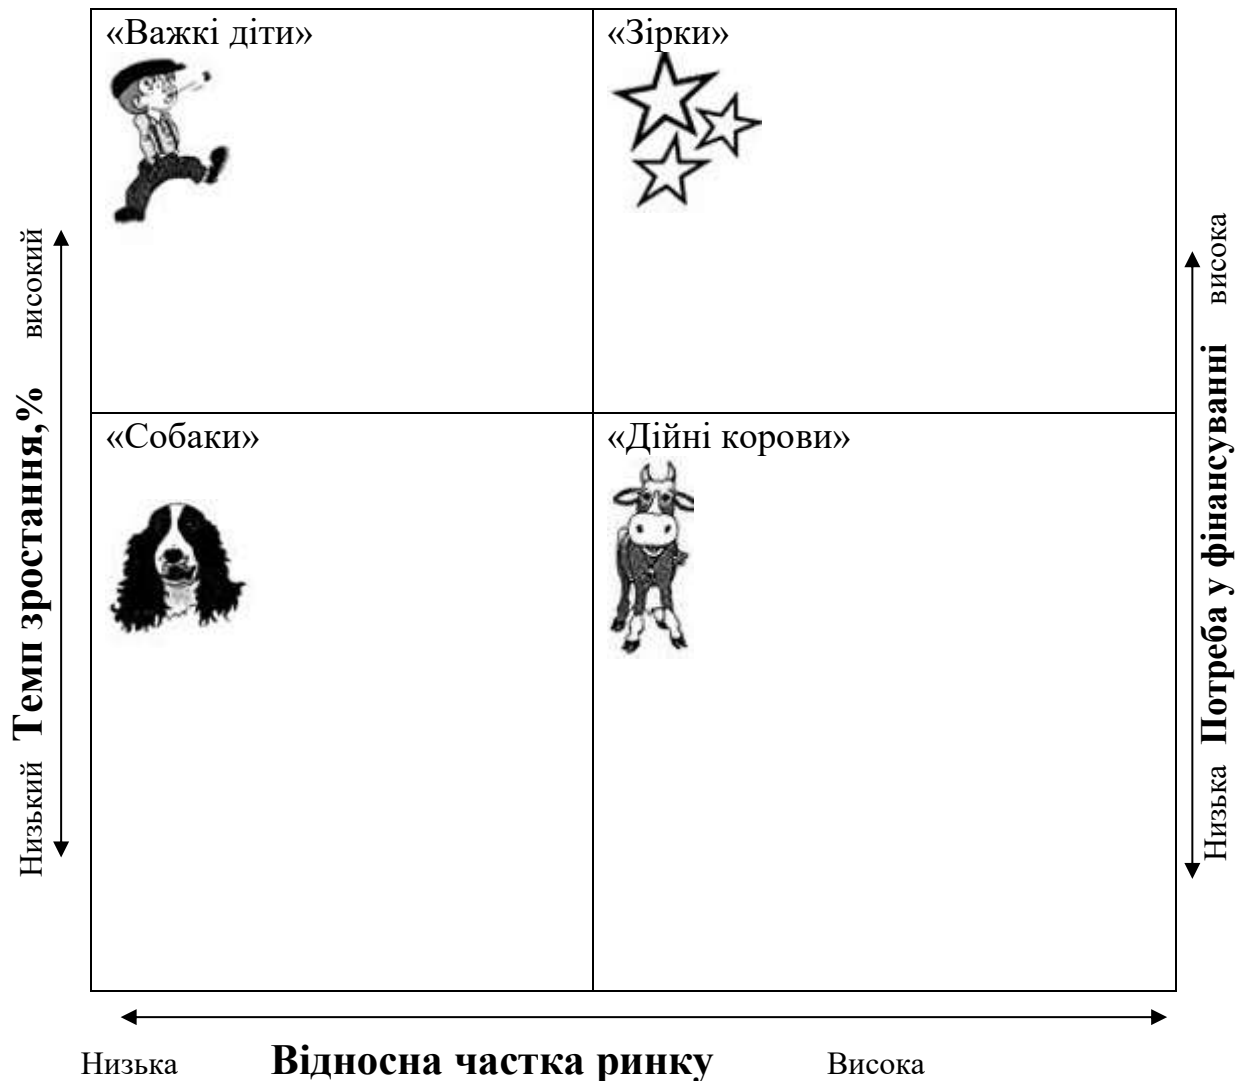 «Важкі діти»
«Зірки»
Низький Темп зростання,% високий
Низька Потреба у фінансуванні висока
«Собаки»
«Дійні корови»
Низька Відносна частка ринку Висока